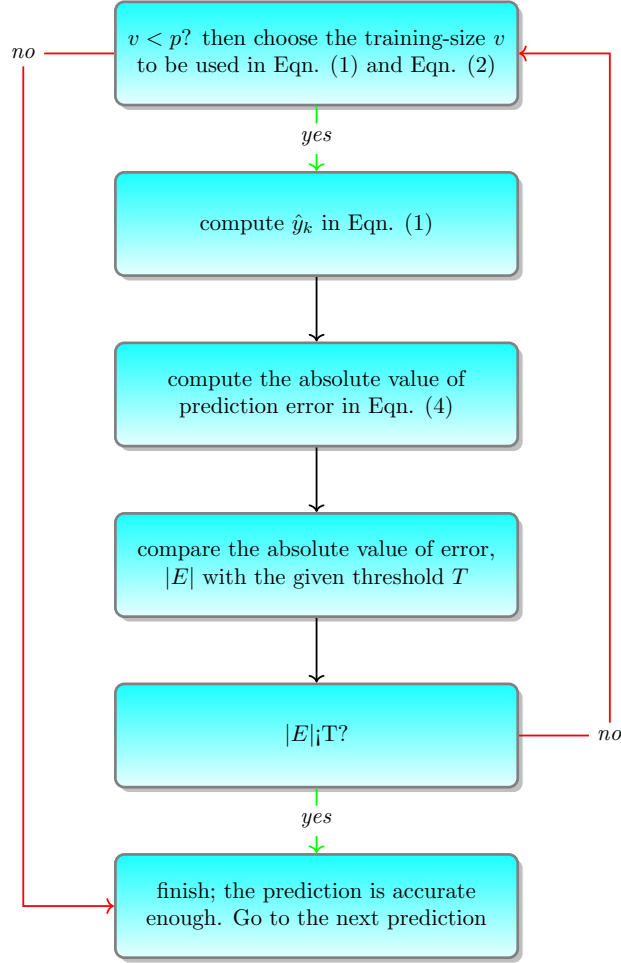 v < p? then choose the training-size v
to be used in Eqn. (1) and Eqn. (2)
no
yes
compute ŷₖ in Eqn. (1)
compute the absolute value of
prediction error in Eqn. (4)
compare the absolute value of error,
|E| with the given threshold T
|E|¡T?
no
yes
finish; the prediction is accurate
enough. Go to the next prediction